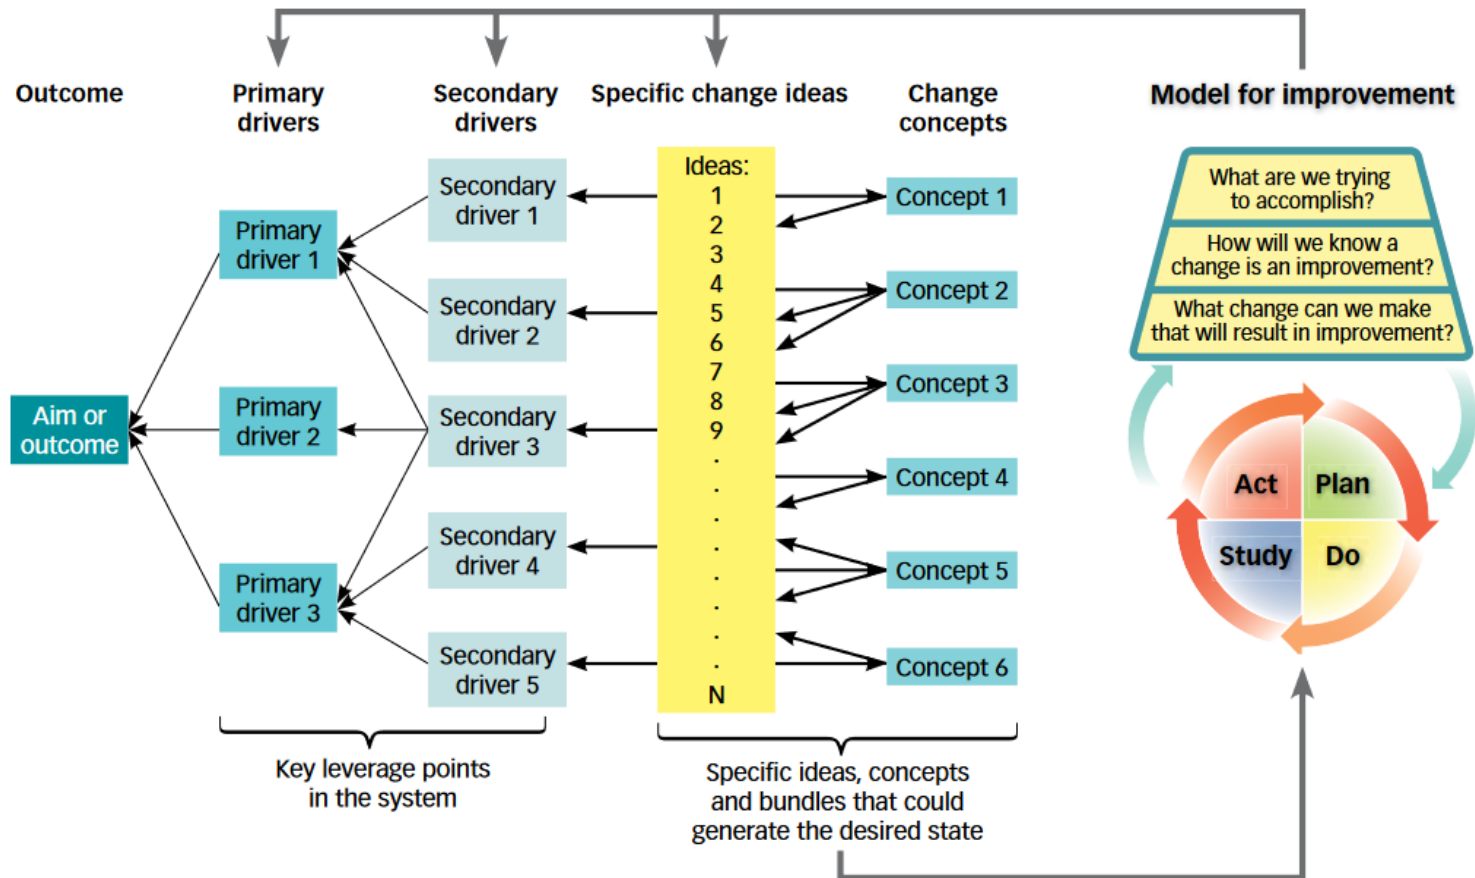 Outcome
Primary
drivers
Secondary
drivers
Specific change ideas
Change
concepts
Model for improvement
Aim or
outcome
Primary
driver 1
Primary
driver 2
Primary
driver 3
Secondary
driver 1
Secondary
driver 2
Secondary
driver 3
Secondary
driver 4
Secondary
driver 5
Ideas:
1
2
3
4
5
6
7
8
9
.
.
.
.
.
.
.
.
N
Concept 1
Concept 2
Concept 3
Concept 4
Concept 5
Concept 6
What are we trying
to accomplish?
How will we know a
change is an improvement?
What change can we make
that will result in improvement?
Act
Plan
Study
Do
Key leverage points
in the system
Specific ideas, concepts
and bundles that could
generate the desired state